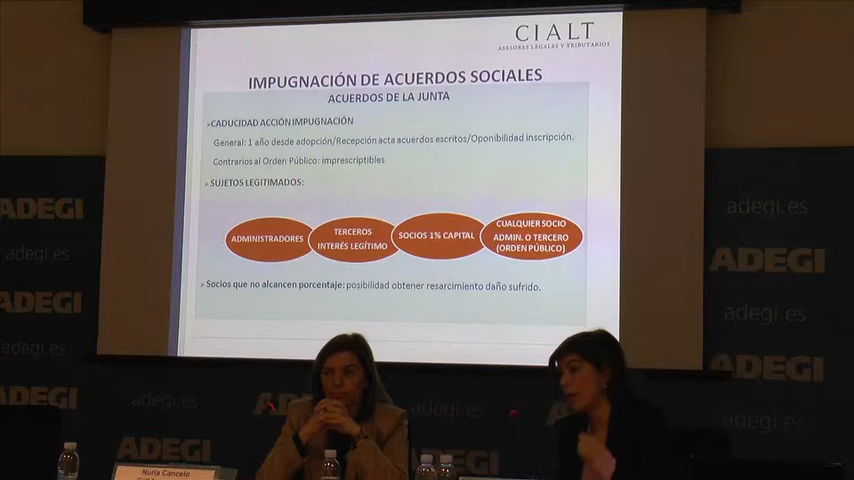 CIALT
ASESORES LEGALES Y TRIBUTARIOS
IMPUGNACIÓN DE ACUERDOS SOCIALES
ACUERDOS DE LA JUNTA
➢CADUCIDAD ACCIÓN IMPUGNACIÓN
General: 1 año desde adopción/Recepción acta acuerdos escritos/Oponibilidad inscripción.
Contrarios al Orden Público: imprescriptibles
➢ SUJETOS LEGITIMADOS:
ADMINISTRADORES
TERCEROS
INTERÉS LEGÍTIMO
SOCIOS 1% CAPITAL
CUALQUIER SOCIO
ADMIN. O TERCERO
(ORDEN PÚBLICO)
➢ Socios que no alcancen porcentaje: posibilidad obtener resarcimiento daño sufrido.
ADEGI
adegi.es
ADEGI
adegi.es
ADEGI
adegi.es
ADEGI
adegi.es
ADEGI
adegi.es
ADEGI
adegi.es
adegi.es
ADEGI
Nuria Cancelo